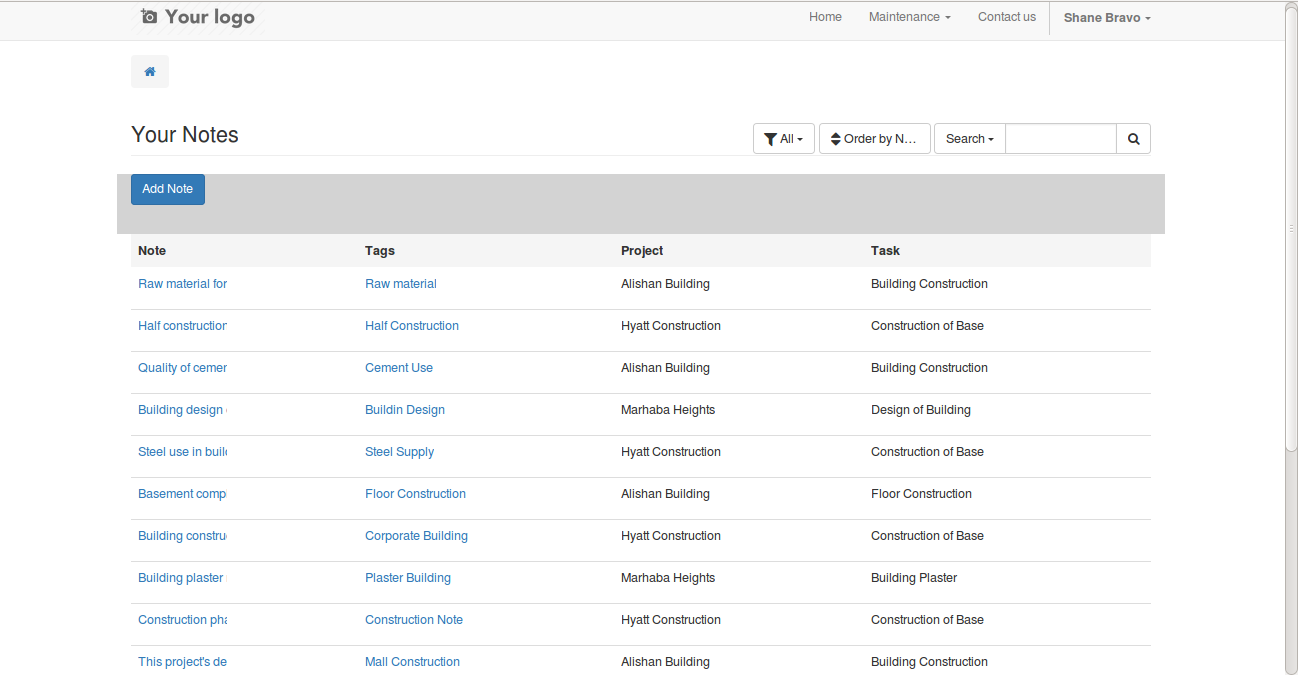 Your logo Home Maintenance Contact us Shane Bravo
Your Notes All Order by N... Search
Add Note
Note Tags Project Task
Raw material for Raw material Alishan Building Building Construction
Half construction Half Construction Hyatt Construction Construction of Base
Quality of cemer Cement Use Alishan Building Building Construction
Building design Buildin Design Marhaba Heights Design of Building
Steel use in buil Steel Supply Hyatt Construction Construction of Base
Basement comp Floor Construction Alishan Building Floor Construction
Building constru Corporate Building Hyatt Construction Construction of Base
Building plaster Plaster Building Marhaba Heights Building Plaster
Construction pha Construction Note Hyatt Construction Construction of Base
This project's de Mall Construction Alishan Building Building Construction